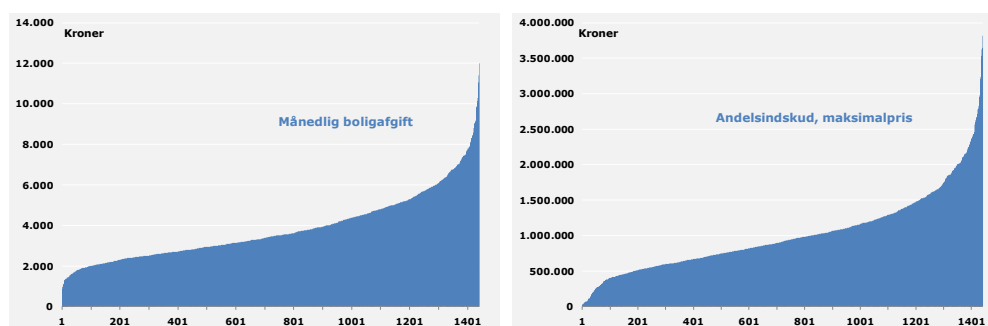 14.000
Kroner
12.000
10.000
Månedlig boligafgift
8.000
6.000
4.000
2.000
0
1 201 401 601 801 1001 1201 1401
4.000.000
Kroner
3.500.000
3.000.000
Andelsindskud, maksimalpris
2.500.000
2.000.000
1.500.000
1.000.000
500.000
0
1 201 401 601 801 1001 1201 1401